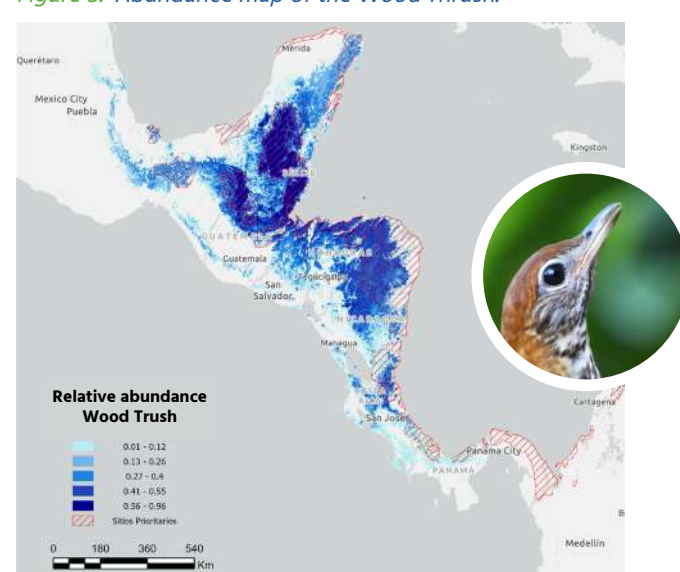 Figure 3. Abundance map of the Wood Thrush.
Mérida
Querétaro
Mexico City
Puebla
Kingston
BELIZE
GUATEMALA
HONDURAS
Guatemala
Tegucigalpa
San
Salvador
NICARAGUA
Managua
Relative abundance
Wood Trush
San José
Cartagena
Panama City
PANAMÁ
0.01 - 0.12
0.13 - 0.26
0.27 - 0.4
0.41 - 0.55
0.56 - 0.96
Sitios Prioritarios
Medellín
0 180 360 540
Km